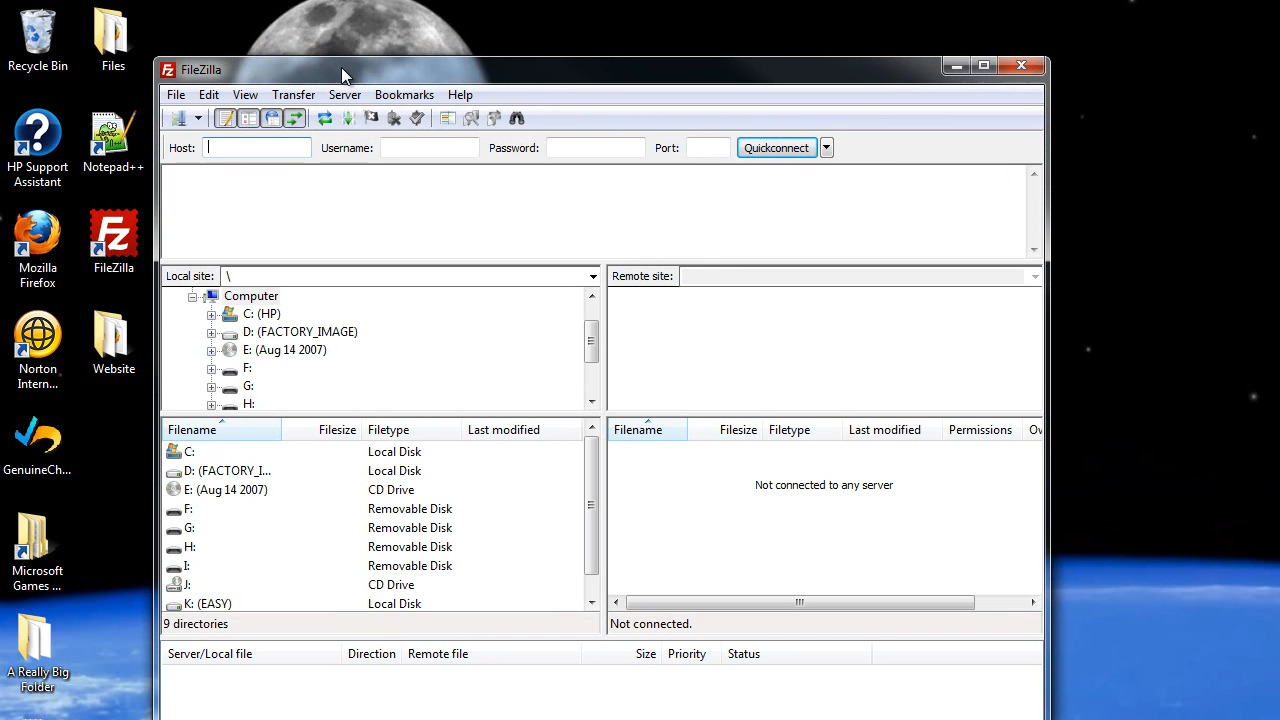 Recycle Bin
Files
HP Support
Assistant
Notepad++
Mozilla
Firefox
FileZilla
Norton
Intern...
Website
GenuineCh...
Microsoft
Games ...
A Really Big
Folder
FileZilla
File Edit View Transfer Server Bookmarks Help
Host: Username: Password: Port: Quickconnect
Local site: \
Computer
C: (HP)
D: (FACTORY_IMAGE)
E: (Aug 14 2007)
F:
G:
H:
Remote site:
Filename Filesize Filetype Last modified
C: Local Disk
D: (FACTORY_I... Local Disk
E: (Aug 14 2007) CD Drive
F: Removable Disk
G: Removable Disk
H: Removable Disk
I: Removable Disk
J: CD Drive
K: (EASY) Local Disk
9 directories
Filename Filesize Filetype Last modified Permissions Ov
Not connected to any server
Not connected.
Server/Local file Direction Remote file Size Priority Status